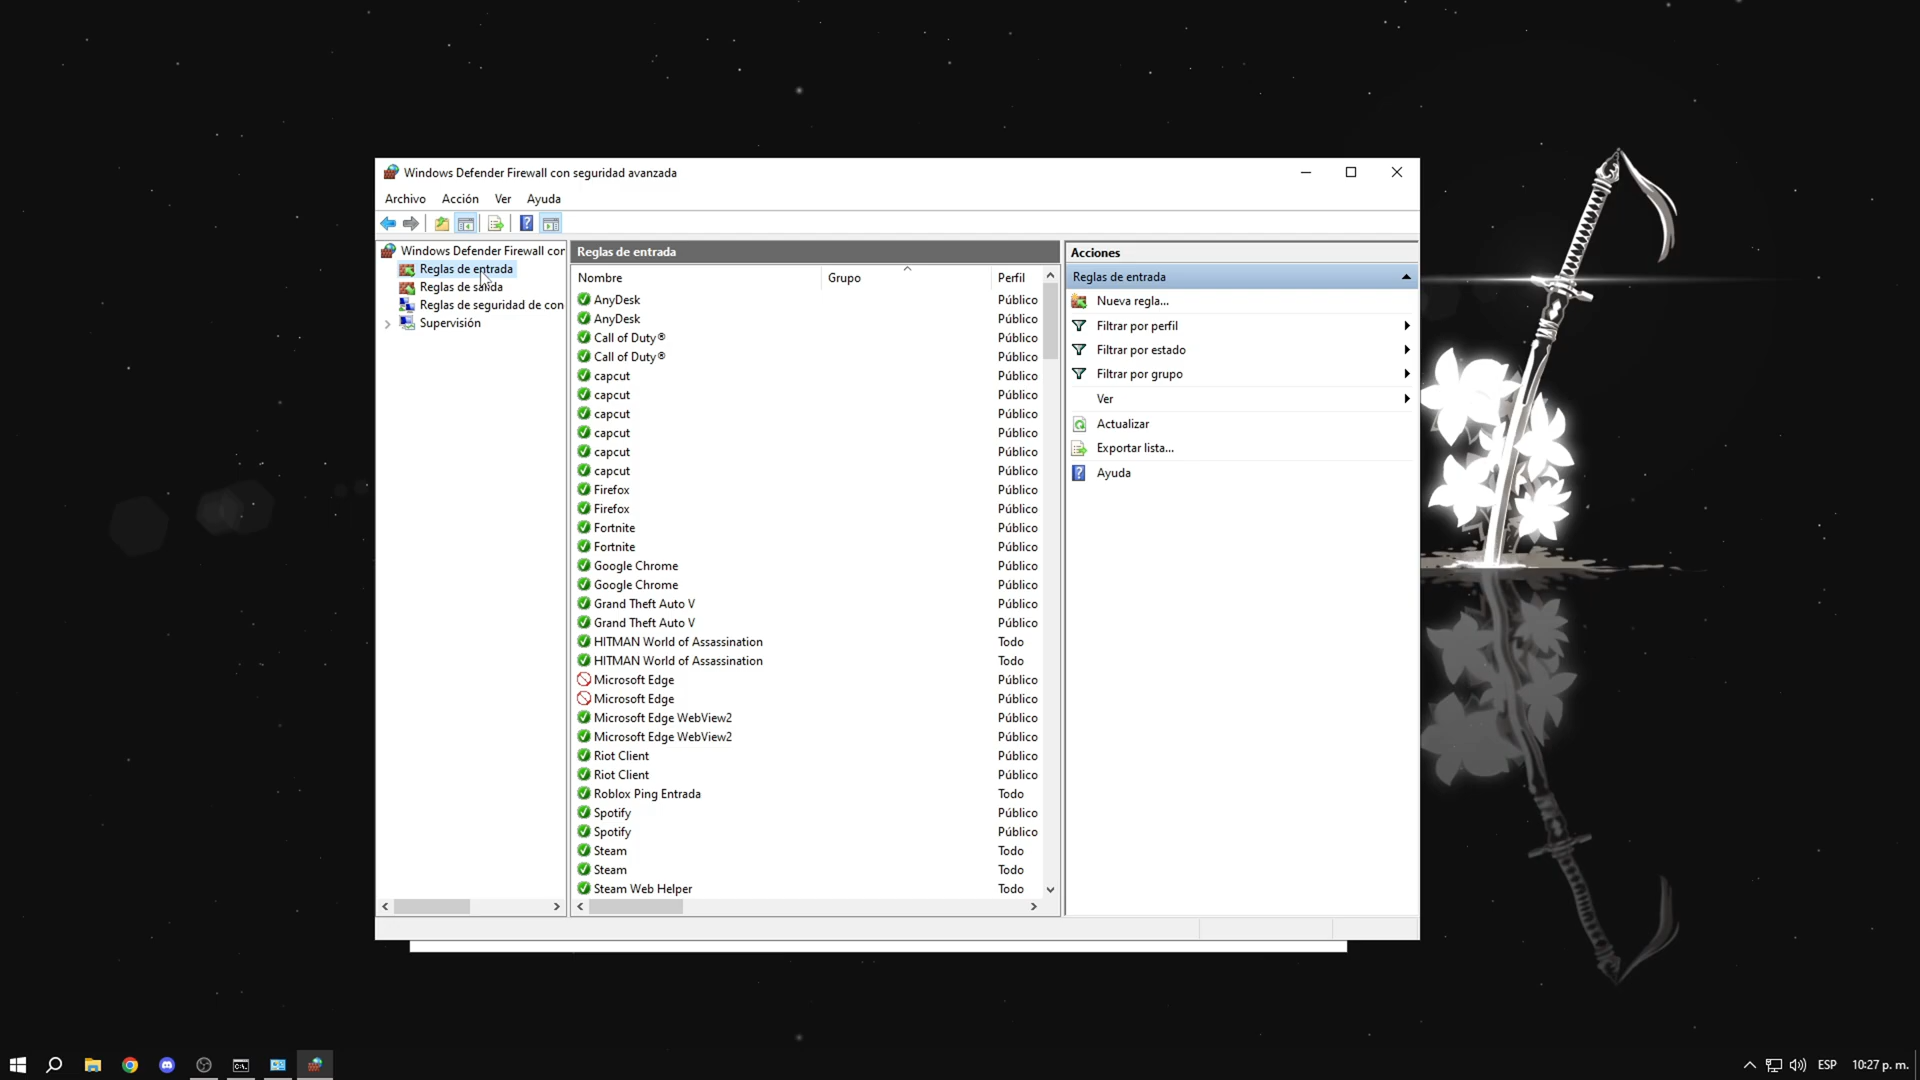 Windows Defender Firewall con seguridad avanzada
Archivo Acción Ver Ayuda
Windows Defender Firewall con
Reglas de entrada
Reglas de salida
Reglas de seguridad de con
Supervisión
Reglas de entrada
Nombre Grupo Perfil
AnyDesk Público
AnyDesk Público
Call of Duty® Público
Call of Duty® Público
capcut Público
capcut Público
capcut Público
capcut Público
capcut Público
capcut Público
Firefox Público
Firefox Público
Fortnite Público
Fortnite Público
Google Chrome Público
Google Chrome Público
Grand Theft Auto V Público
Grand Theft Auto V Público
HITMAN World of Assassination Todo
HITMAN World of Assassination Todo
Microsoft Edge Público
Microsoft Edge Público
Microsoft Edge WebView2 Público
Microsoft Edge WebView2 Público
Riot Client Público
Riot Client Público
Roblox Ping Entrada Todo
Spotify Público
Spotify Público
Steam Todo
Steam Todo
Steam Web Helper Todo
Acciones
Reglas de entrada
Nueva regla...
Filtrar por perfil
Filtrar por estado
Filtrar por grupo
Ver
Actualizar
Exportar lista...
Ayuda
ESP 10:27 p. m.